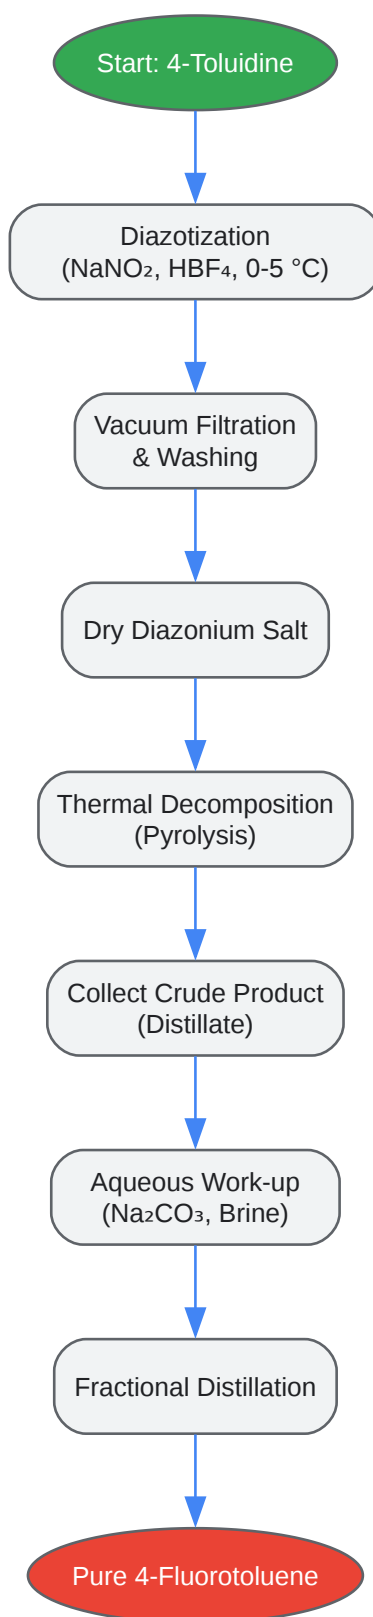 Start: 4-Toluidine
Diazotization
(NaNO₂, HBF₄, 0-5 °C)
Vacuum Filtration
& Washing
Dry Diazonium Salt
Thermal Decomposition
(Pyrolysis)
Collect Crude Product
(Distillate)
Aqueous Work-up
(Na₂CO₃, Brine)
Fractional Distillation
Pure 4-Fluorotoluene